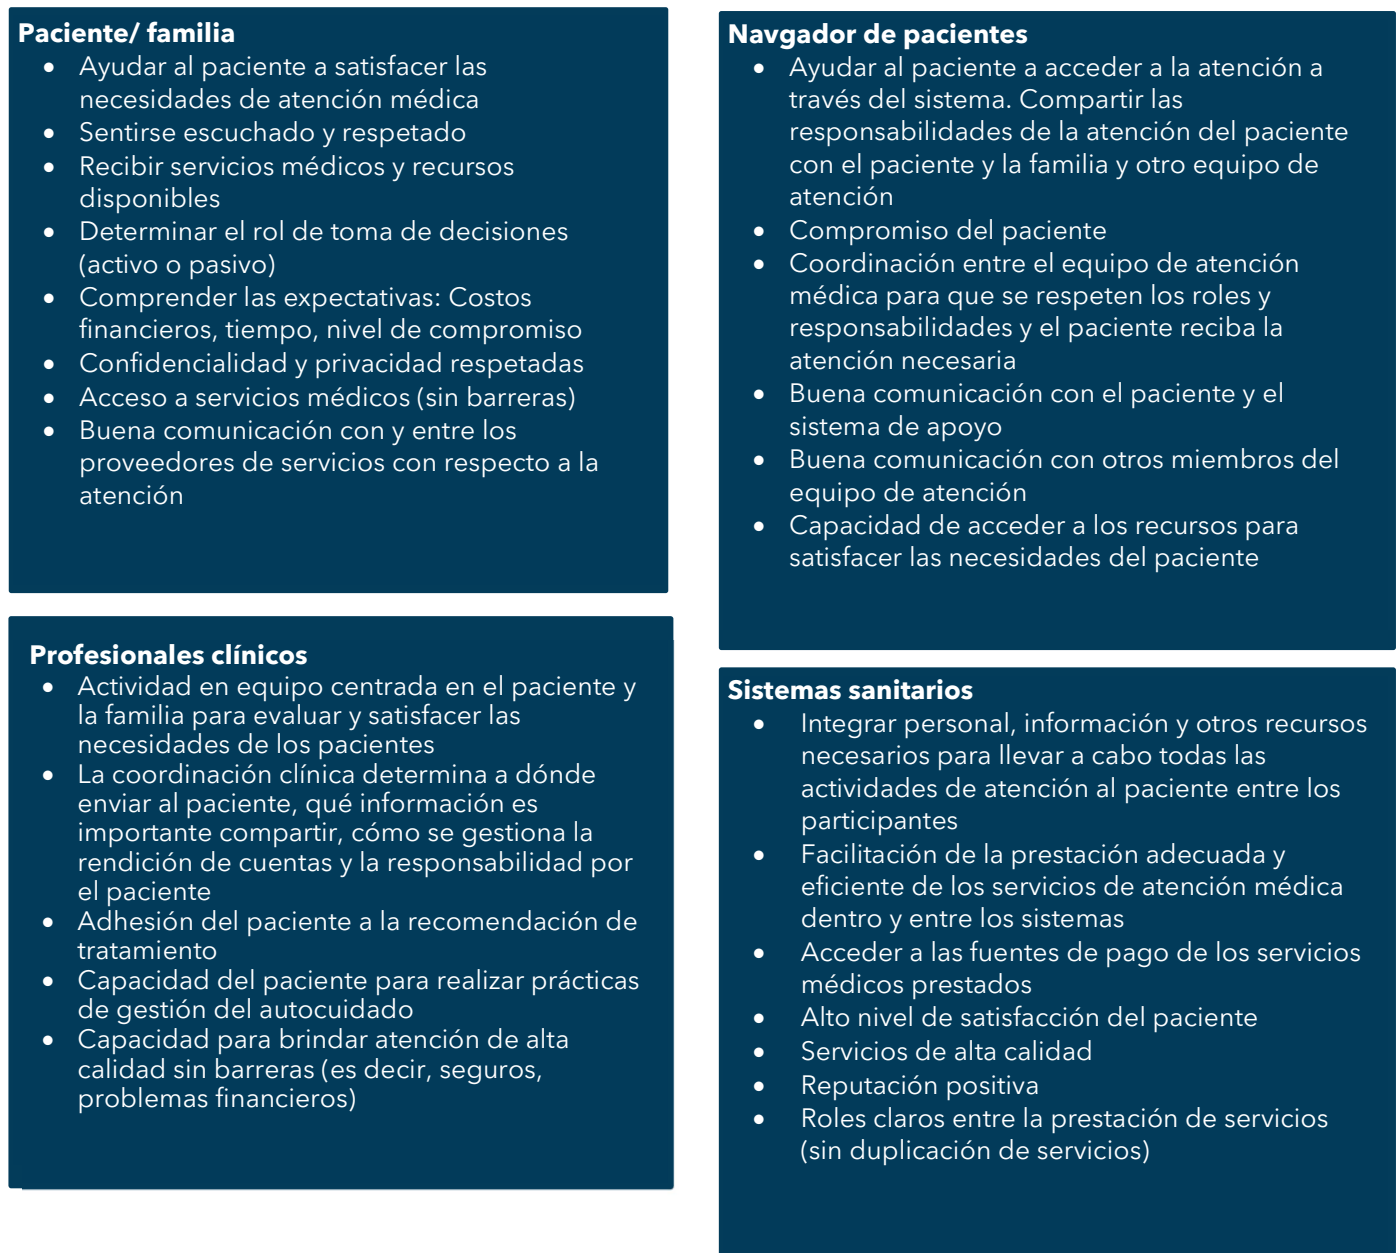 Paciente/ familia
• Ayudar al paciente a satisfacer las
necesidades de atención médica
• Sentirse escuchado y respetado
• Recibir servicios médicos y recursos
disponibles
• Determinar el rol de toma de decisiones
(activo o pasivo)
• Comprender las expectativas: Costos
financieros, tiempo, nivel de compromiso
• Confidencialidad y privacidad respetadas
• Acceso a servicios médicos (sin barreras)
• Buena comunicación con y entre los
proveedores de servicios con respecto a la
atención
Navgador de pacientes
• Ayudar al paciente a acceder a la atención a
través del sistema. Compartir las
responsabilidades de la atención del paciente
con el paciente y la familia y otro equipo de
atención
• Compromiso del paciente
• Coordinación entre el equipo de atención
médica para que se respeten los roles y
responsabilidades y el paciente reciba la
atención necesaria
• Buena comunicación con el paciente y el
sistema de apoyo
• Buena comunicación con otros miembros del
equipo de atención
• Capacidad de acceder a los recursos para
satisfacer las necesidades del paciente
Profesionales clínicos
• Actividad en equipo centrada en el paciente y
la familia para evaluar y satisfacer las
necesidades de los pacientes
• La coordinación clínica determina a dónde
enviar al paciente, qué información es
importante compartir, cómo se gestiona la
rendición de cuentas y la responsabilidad por
el paciente
• Adhesión del paciente a la recomendación de
tratamiento
• Capacidad del paciente para realizar prácticas
de gestión del autocuidado
• Capacidad para brindar atención de alta
calidad sin barreras (es decir, seguros,
problemas financieros)
Sistemas sanitarios
• Integrar personal, información y otros recursos
necesarios para llevar a cabo todas las
actividades de atención al paciente entre los
participantes
• Facilitación de la prestación adecuada y
eficiente de los servicios de atención médica
dentro y entre los sistemas
• Acceder a las fuentes de pago de los servicios
médicos prestados
• Alto nivel de satisfacción del paciente
• Servicios de alta calidad
• Reputación positiva
• Roles claros entre la prestación de servicios
(sin duplicación de servicios)